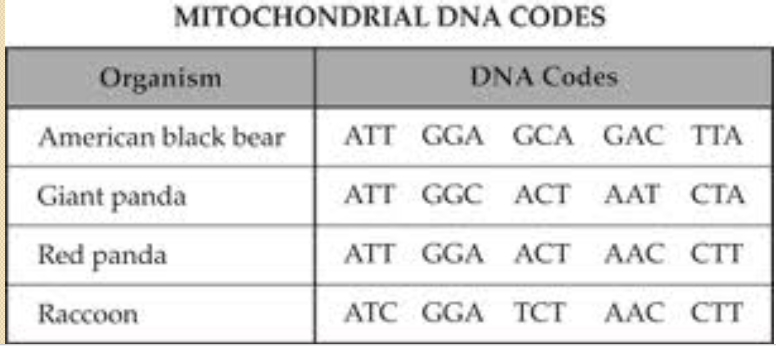 MITOCHONDRIAL DNA CODES
Organism DNA Codes
American black bear ATT GGA GCA GAC TTA
Giant panda ATT GGC ACT AAT CTA
Red panda ATT GGA ACT AAC CTT
Raccoon ATC GGA TCT AAC CTT